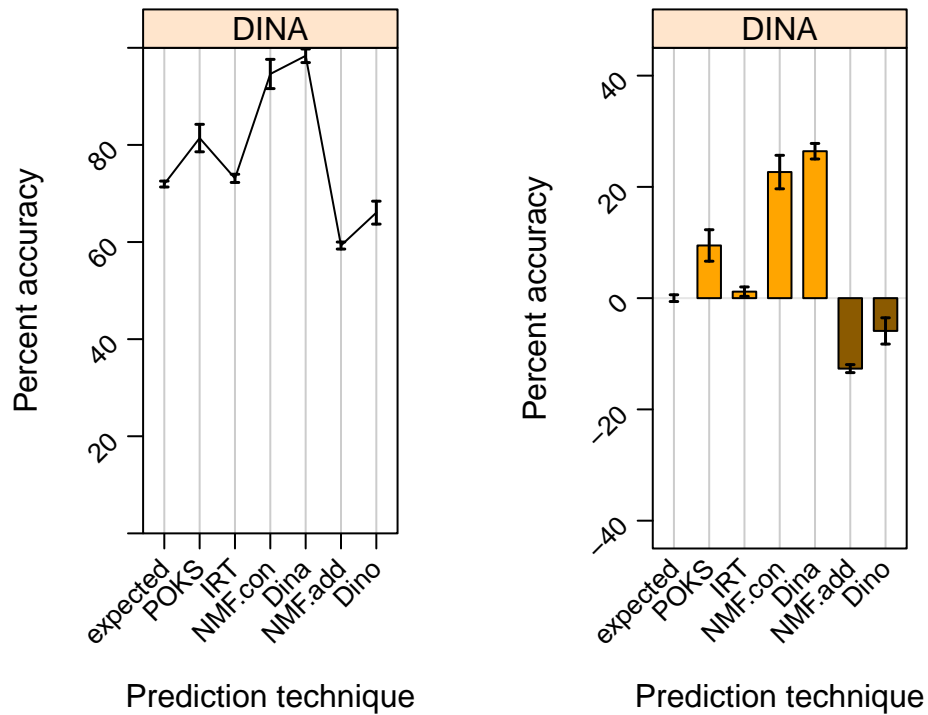 DINA
Percent accuracy
80
60
40
20
expected
POKS
IRT
NMF.con
Dina
NMF.add
Dino
Prediction technique
DINA
Percent accuracy
40
20
0
−20
−40
expected
POKS
IRT
NMF.con
Dina
NMF.add
Dino
Prediction technique